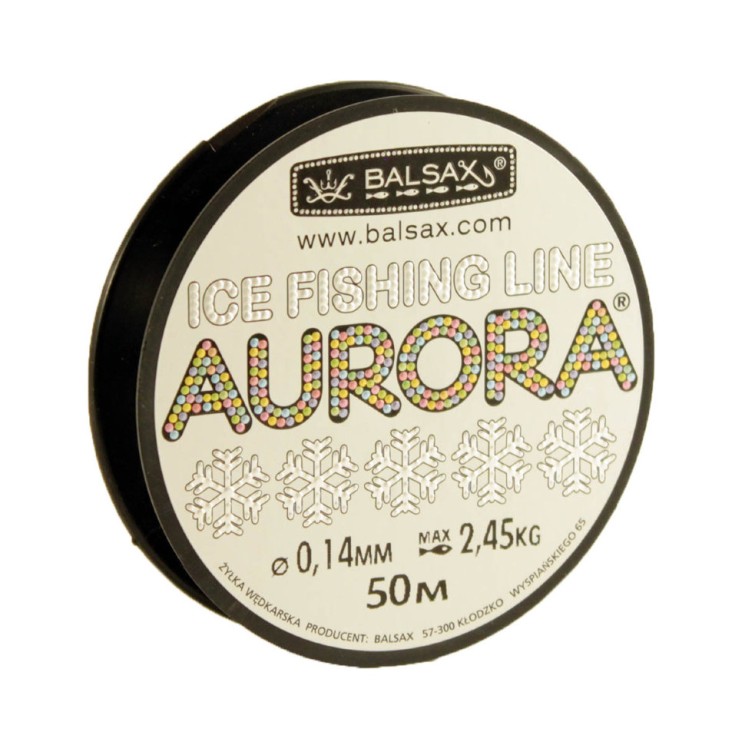 BALSAX®
www.balsax.com
ICE FISHING LINE
AURORA®
ø 0,14MM MAX 2,45KG
50M
ŻYŁKA WĘDKARSKA PRODUCENT: BALSAX 57-300 KŁODZKO WYSPIAŃSKIEGO 65